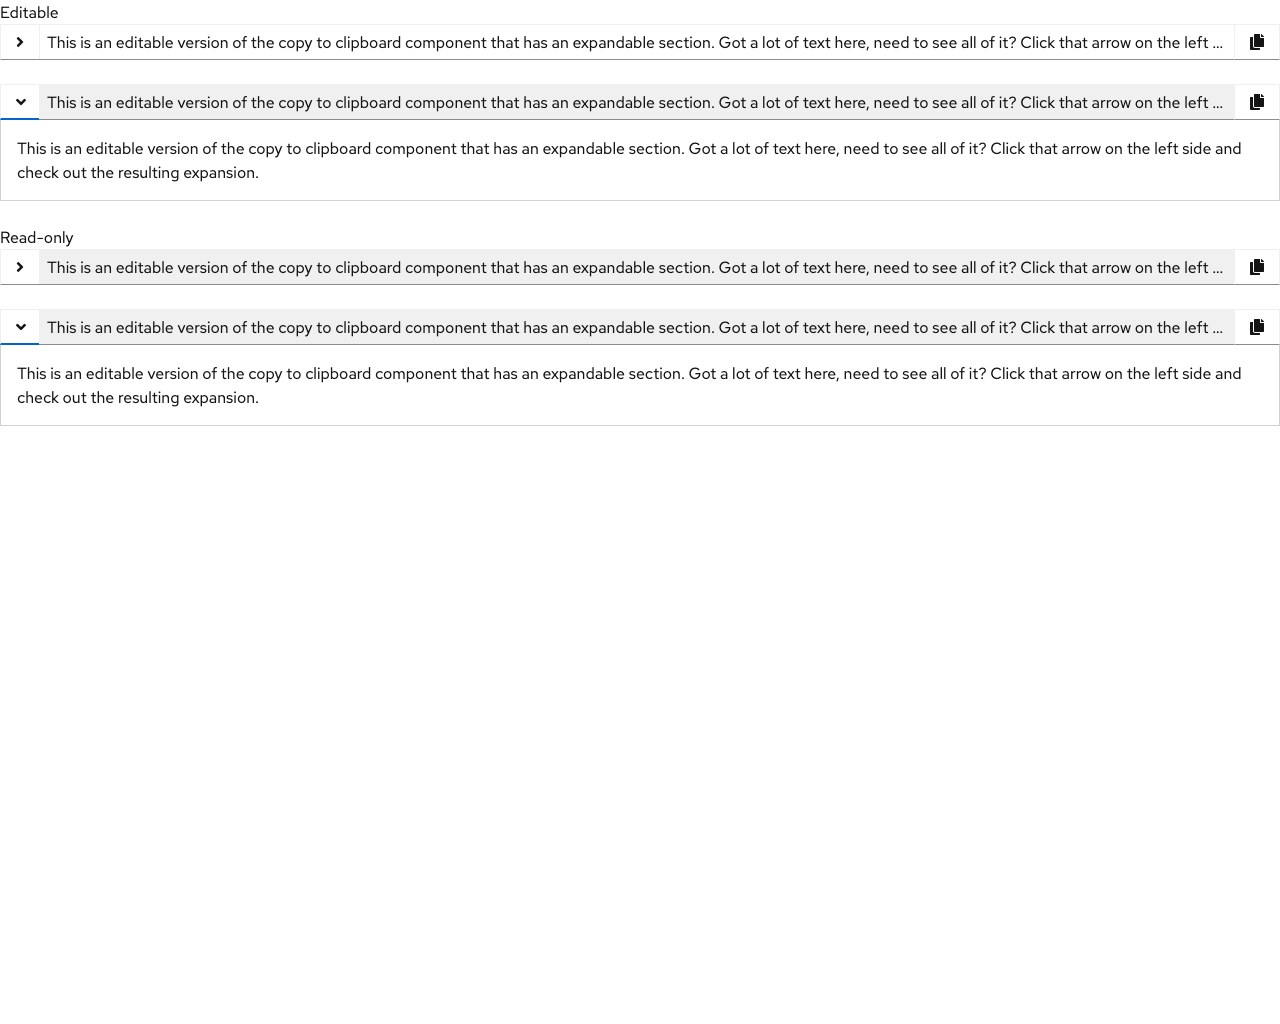 Editable
This is an editable version of the copy to clipboard component that has an expandable section. Got a lot of text here, need to see all of it? Click that arrow on the left ...
This is an editable version of the copy to clipboard component that has an expandable section. Got a lot of text here, need to see all of it? Click that arrow on the left ...
This is an editable version of the copy to clipboard component that has an expandable section. Got a lot of text here, need to see all of it? Click that arrow on the left side and
check out the resulting expansion.
Read-only
This is an editable version of the copy to clipboard component that has an expandable section. Got a lot of text here, need to see all of it? Click that arrow on the left ...
This is an editable version of the copy to clipboard component that has an expandable section. Got a lot of text here, need to see all of it? Click that arrow on the left ...
This is an editable version of the copy to clipboard component that has an expandable section. Got a lot of text here, need to see all of it? Click that arrow on the left side and
check out the resulting expansion.